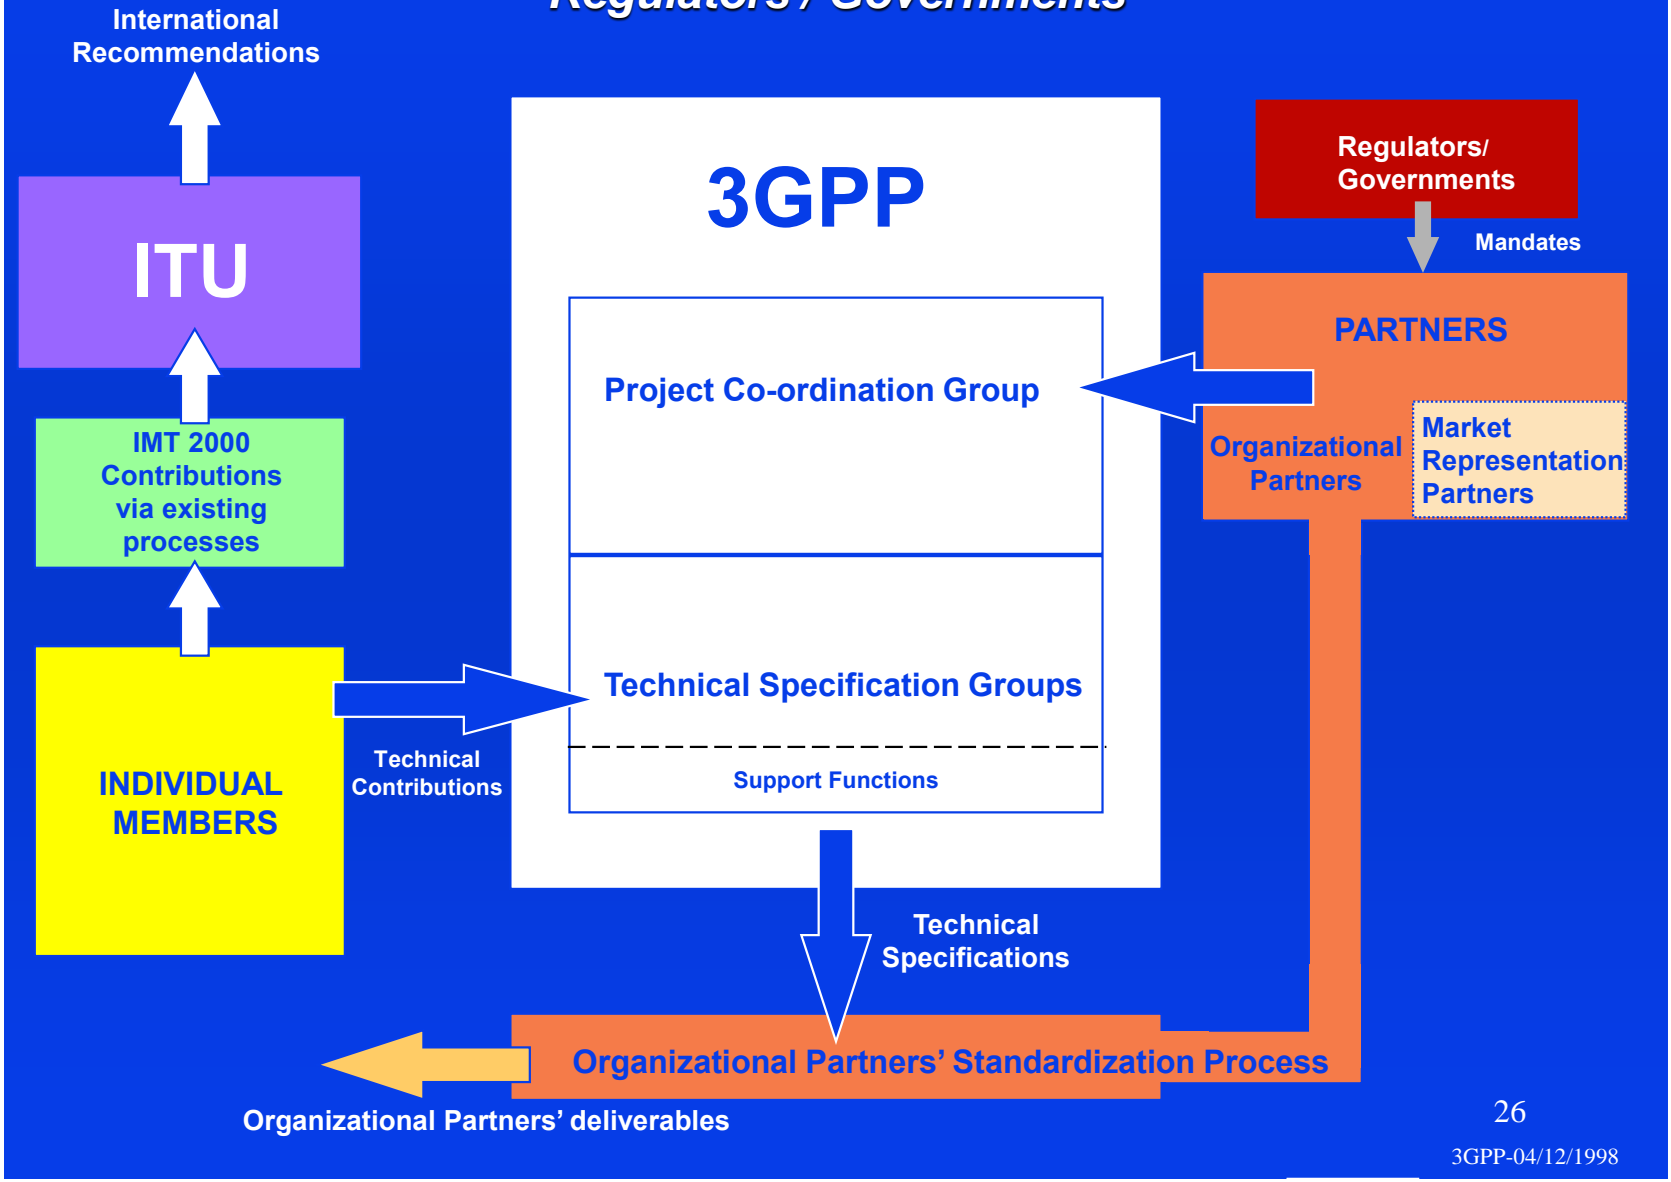 Regulators / Governments
International
Recommendations
3GPP
Regulators/
Governments
Mandates
ITU
PARTNERS
Project Co-ordination Group
Organizational
Partners
Market
Representation
Partners
IMT 2000
Contributions
via existing
processes
Technical Specification Groups
Technical
Contributions
Support Functions
INDIVIDUAL
MEMBERS
Technical
Specifications
Organizational Partners’ Standardization Process
Organizational Partners’ deliverables
26
3GPP-04/12/1998